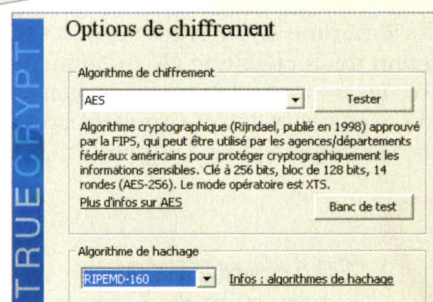 Options de chiffrement
TRUECRYPT
Algorithme de chiffrement
AES
Tester
Algorithme cryptographique (Rijndael, publié en 1998) approuvé
par la FIPS, qui peut être utilisé par les agences/départements
fédéraux américains pour protéger cryptographiquement les
informations sensibles. Clé à 256 bits, bloc de 128 bits, 14
rondes (AES-256). Le mode opératoire est XTS.
Plus d'infos sur AES
Banc de test
Algorithme de hachage
RIPEMD-160
Infos : algorithmes de hachage